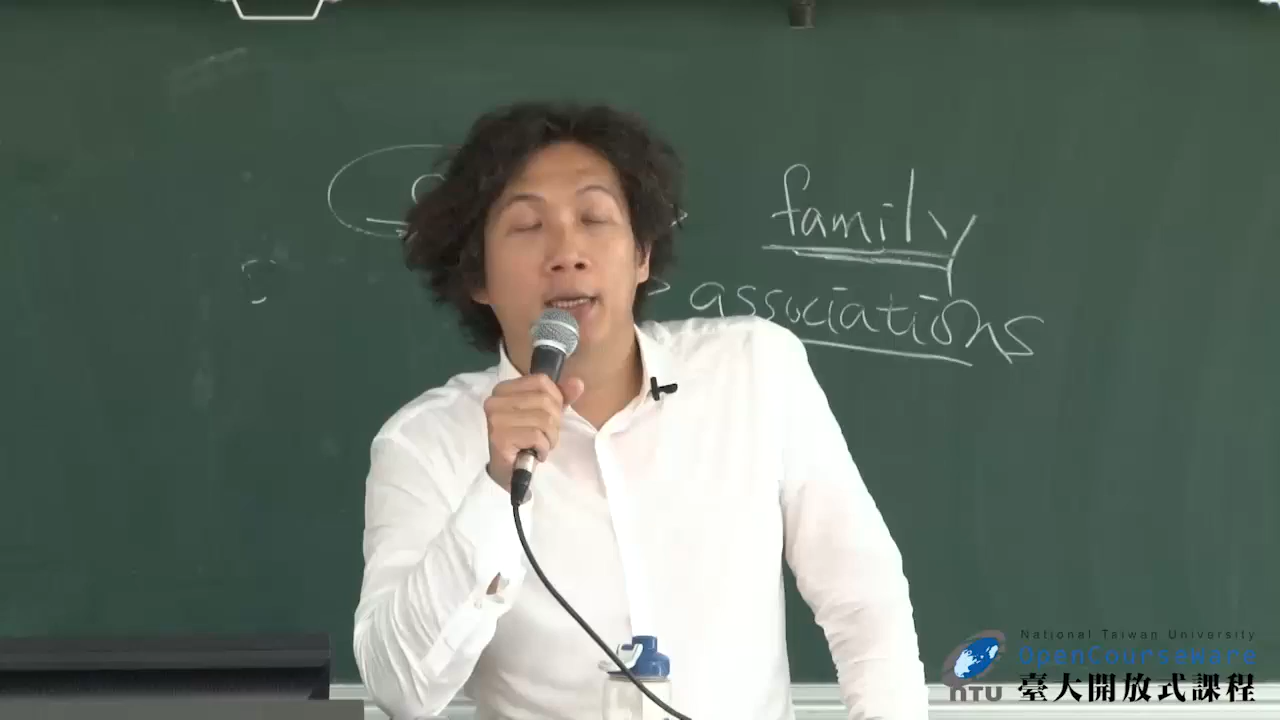 family
associations
National Taiwan University
OpenCourseware
NTU 臺大開放式課程